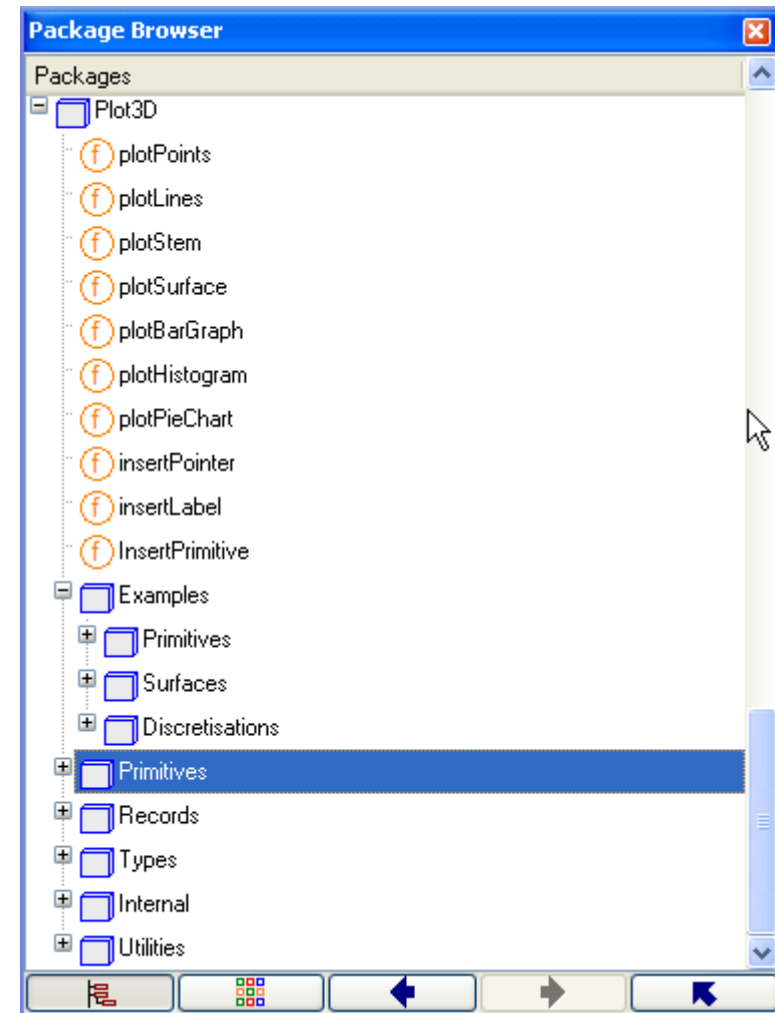 Package Browser
Packages
Plot3D
f plotPoints
f plotLines
f plotStem
f plotSurface
f plotBarGraph
f plotHistogram
f plotPieChart
f insertPointer
f insertLabel
f InsertPrimitive
Examples
Primitives
Surfaces
Discretisations
Primitives
Records
Types
Internal
Utilities